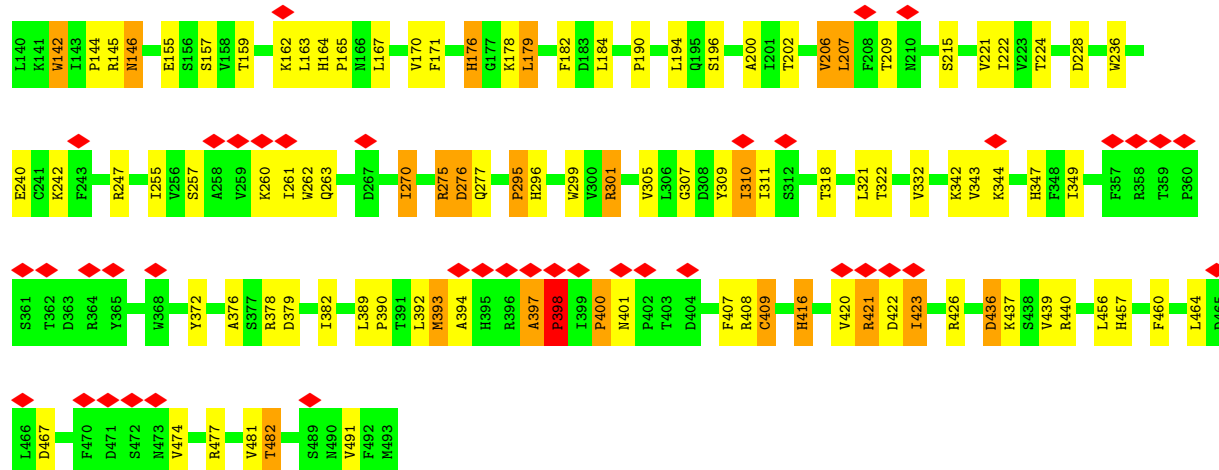 L140 K141 W142 I143 P144 R145 N146 E155 S156 S157 V158 T159 K162 L163 H164 P165 N166 L167 V170 F171 H176 G177 K178 L179 F182 D183 L184 P190 L194 Q195 S196 A200 I201 T202 V206 L207 F208 T209 N210 S215 V221 I222 V223 T224 D228 W236
E240 C241 K242 F243 R247 I255 V256 S257 A258 V259 K260 I261 W262 Q263 D267 I270 R275 D276 Q277 P295 H296 W299 V300 R301 V305 L306 G307 D308 Y309 I310 I311 S312 T318 L321 T322 V332 K342 V343 K344 H347 F348 I349 F357 R358 T359 P360
S361 T362 D363 R364 Y365 W368 Y372 A376 S377 R378 D379 I382 L389 P390 T391 L392 M393 A394 H395 R396 A397 P398 I399 P400 N401 P402 T403 D404 F407 R408 C409 H416 V420 R421 D422 I423 R426 D436 K437 S438 V439 R440 L456 H457 F460 L464 D465
L466 D467 F470 D471 S472 N473 V474 R477 V481 T482 S489 N490 V491 F492 M493